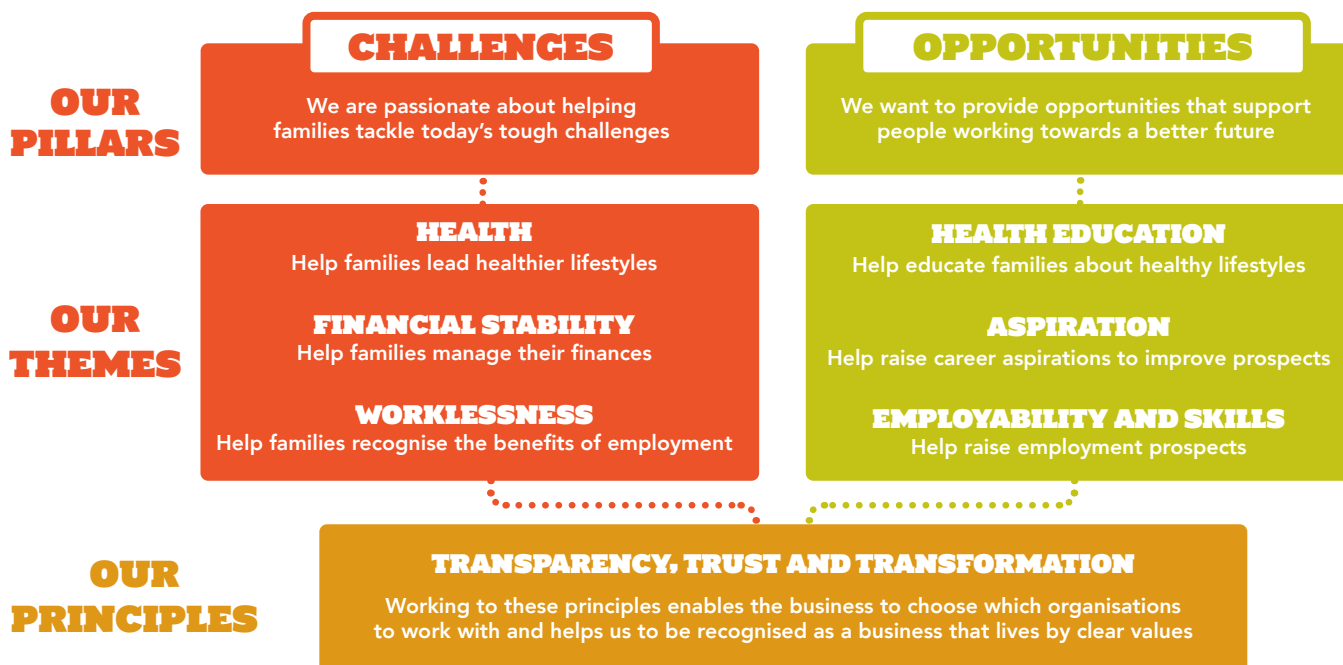 OUR
PILLARS
CHALLENGES
We are passionate about helping
families tackle today's tough challenges
OPPORTUNITIES
We want to provide opportunities that support
people working towards a better future
OUR
THEMES
HEALTH
Help families lead healthier lifestyles
FINANCIAL STABILITY
Help families manage their finances
WORKLESSNESS
Help families recognise the benefits of employment
HEALTH EDUCATION
Help educate families about healthy lifestyles
ASPIRATION
Help raise career aspirations to improve prospects
EMPLOYABILITY AND SKILLS
Help raise employment prospects
OUR
PRINCIPLES
TRANSPARENCY, TRUST AND TRANSFORMATION
Working to these principles enables the business to choose which organisations
to work with and helps us to be recognised as a business that lives by clear values